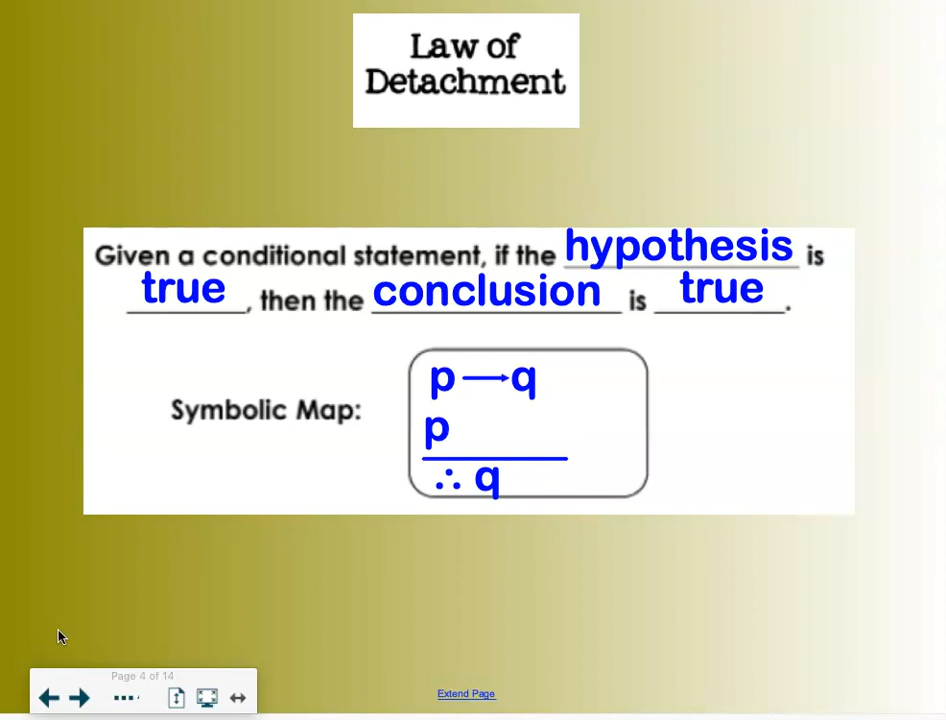 Law of
Detachment
Given a conditional statement, if the hypothesis is
true, then the conclusion is true.
p → q
Symbolic Map:
p
∴ q
Page 4 of 14
Extend Page